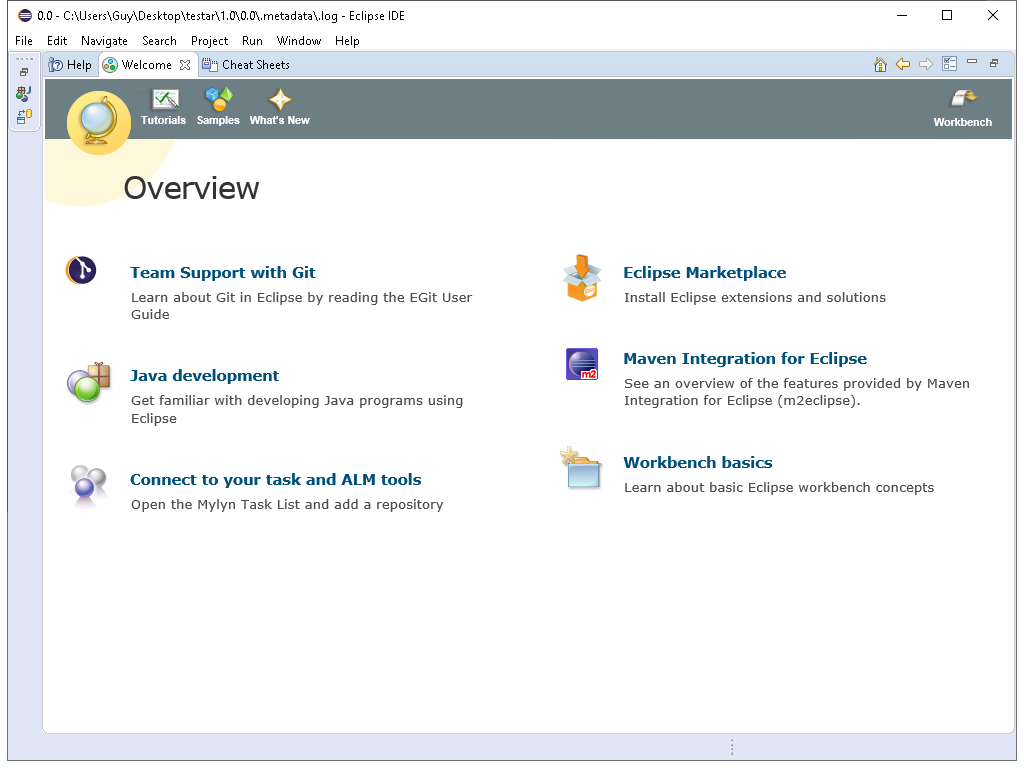 0.0 - C:\Users\Guy\Desktop\testar\1.0\0.0\.metadata\.log - Eclipse IDE
File Edit Navigate Search Project Run Window Help
Help Welcome Cheat Sheets
Tutorials Samples What's New Workbench
Overview
Team Support with Git
Learn about Git in Eclipse by reading the EGit User
Guide
Java development
Get familiar with developing Java programs using
Eclipse
Connect to your task and ALM tools
Open the Mylyn Task List and add a repository
Eclipse Marketplace
Install Eclipse extensions and solutions
m2
Maven Integration for Eclipse
See an overview of the features provided by Maven
Integration for Eclipse (m2eclipse).
Workbench basics
Learn about basic Eclipse workbench concepts